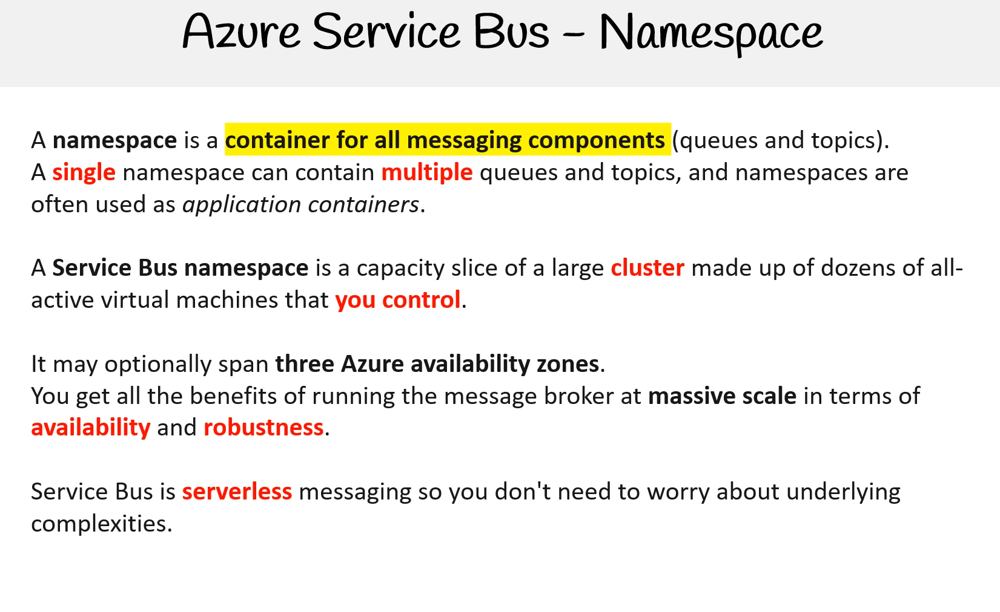 Azure Service Bus – Namespace
A namespace is a container for all messaging components (queues and topics).
A single namespace can contain multiple queues and topics, and namespaces are
often used as application containers.
A Service Bus namespace is a capacity slice of a large cluster made up of dozens of all-
active virtual machines that you control.
It may optionally span three Azure availability zones.
You get all the benefits of running the message broker at massive scale in terms of
availability and robustness.
Service Bus is serverless messaging so you don't need to worry about underlying
complexities.